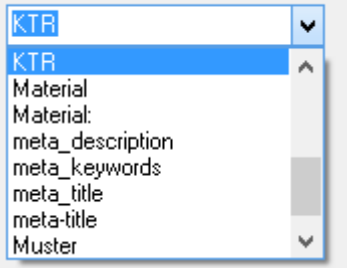 KTR
KTR
Material
Material:
meta_description
meta_keywords
meta_title
meta-title
Muster